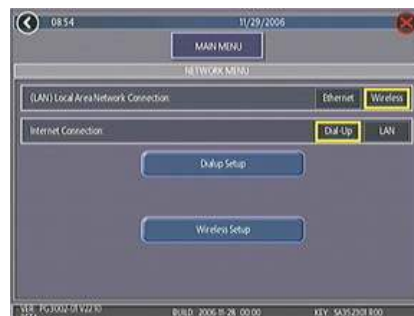 08:54 11/29/2006
MAIN MENU
NETWORK MENU
(LAN) Local Area Network Connection Ethernet Wireless
Internet Connection Dial-Up LAN
Dialup Setup
Wireless Setup
BUILD: 2006-11-28 00:00